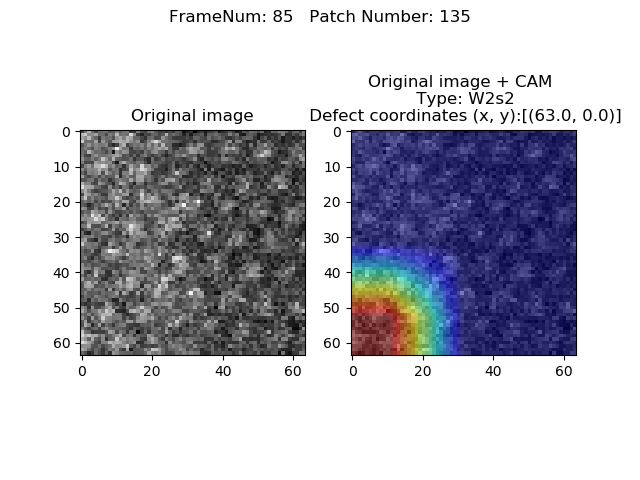 FrameNum: 85   Patch Number: 135
Original image
Original image + CAM
Type: W2s2
Defect coordinates (x, y):[(63.0, 0.0)]
0
10
20
30
40
50
60
0 20 40 60
0
10
20
30
40
50
60
0 20 40 60